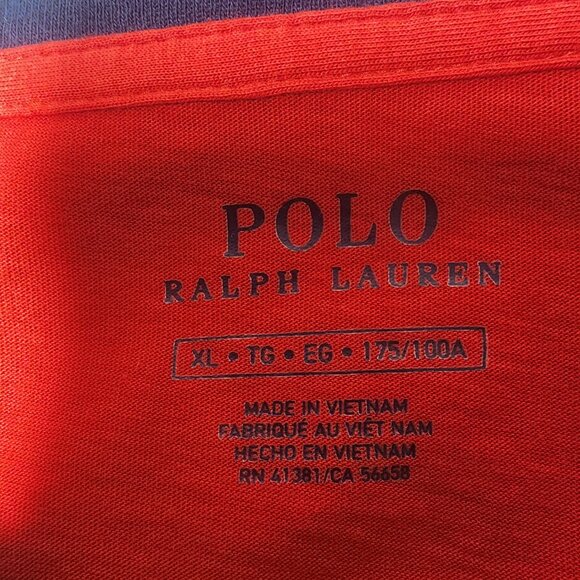 POLO
RALPH LAUREN
XL • TG • EG • 175/100A
MADE IN VIETNAM
FABRIQUÉ AU VIÊT NAM
HECHO EN VIETNAM
RN 41381/CA 56658